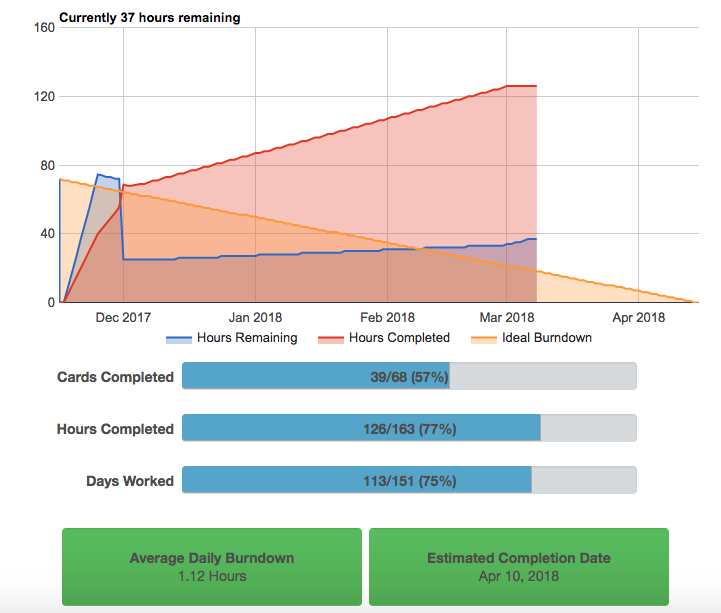 Currently 37 hours remaining
160
120
80
40
0
Dec 2017 Jan 2018 Feb 2018 Mar 2018 Apr 2018
Hours Remaining Hours Completed Ideal Burndown
Cards Completed 39/68 (57%)
Hours Completed 126/163 (77%)
Days Worked 113/151 (75%)
Average Daily Burndown
1.12 Hours
Estimated Completion Date
Apr 10, 2018